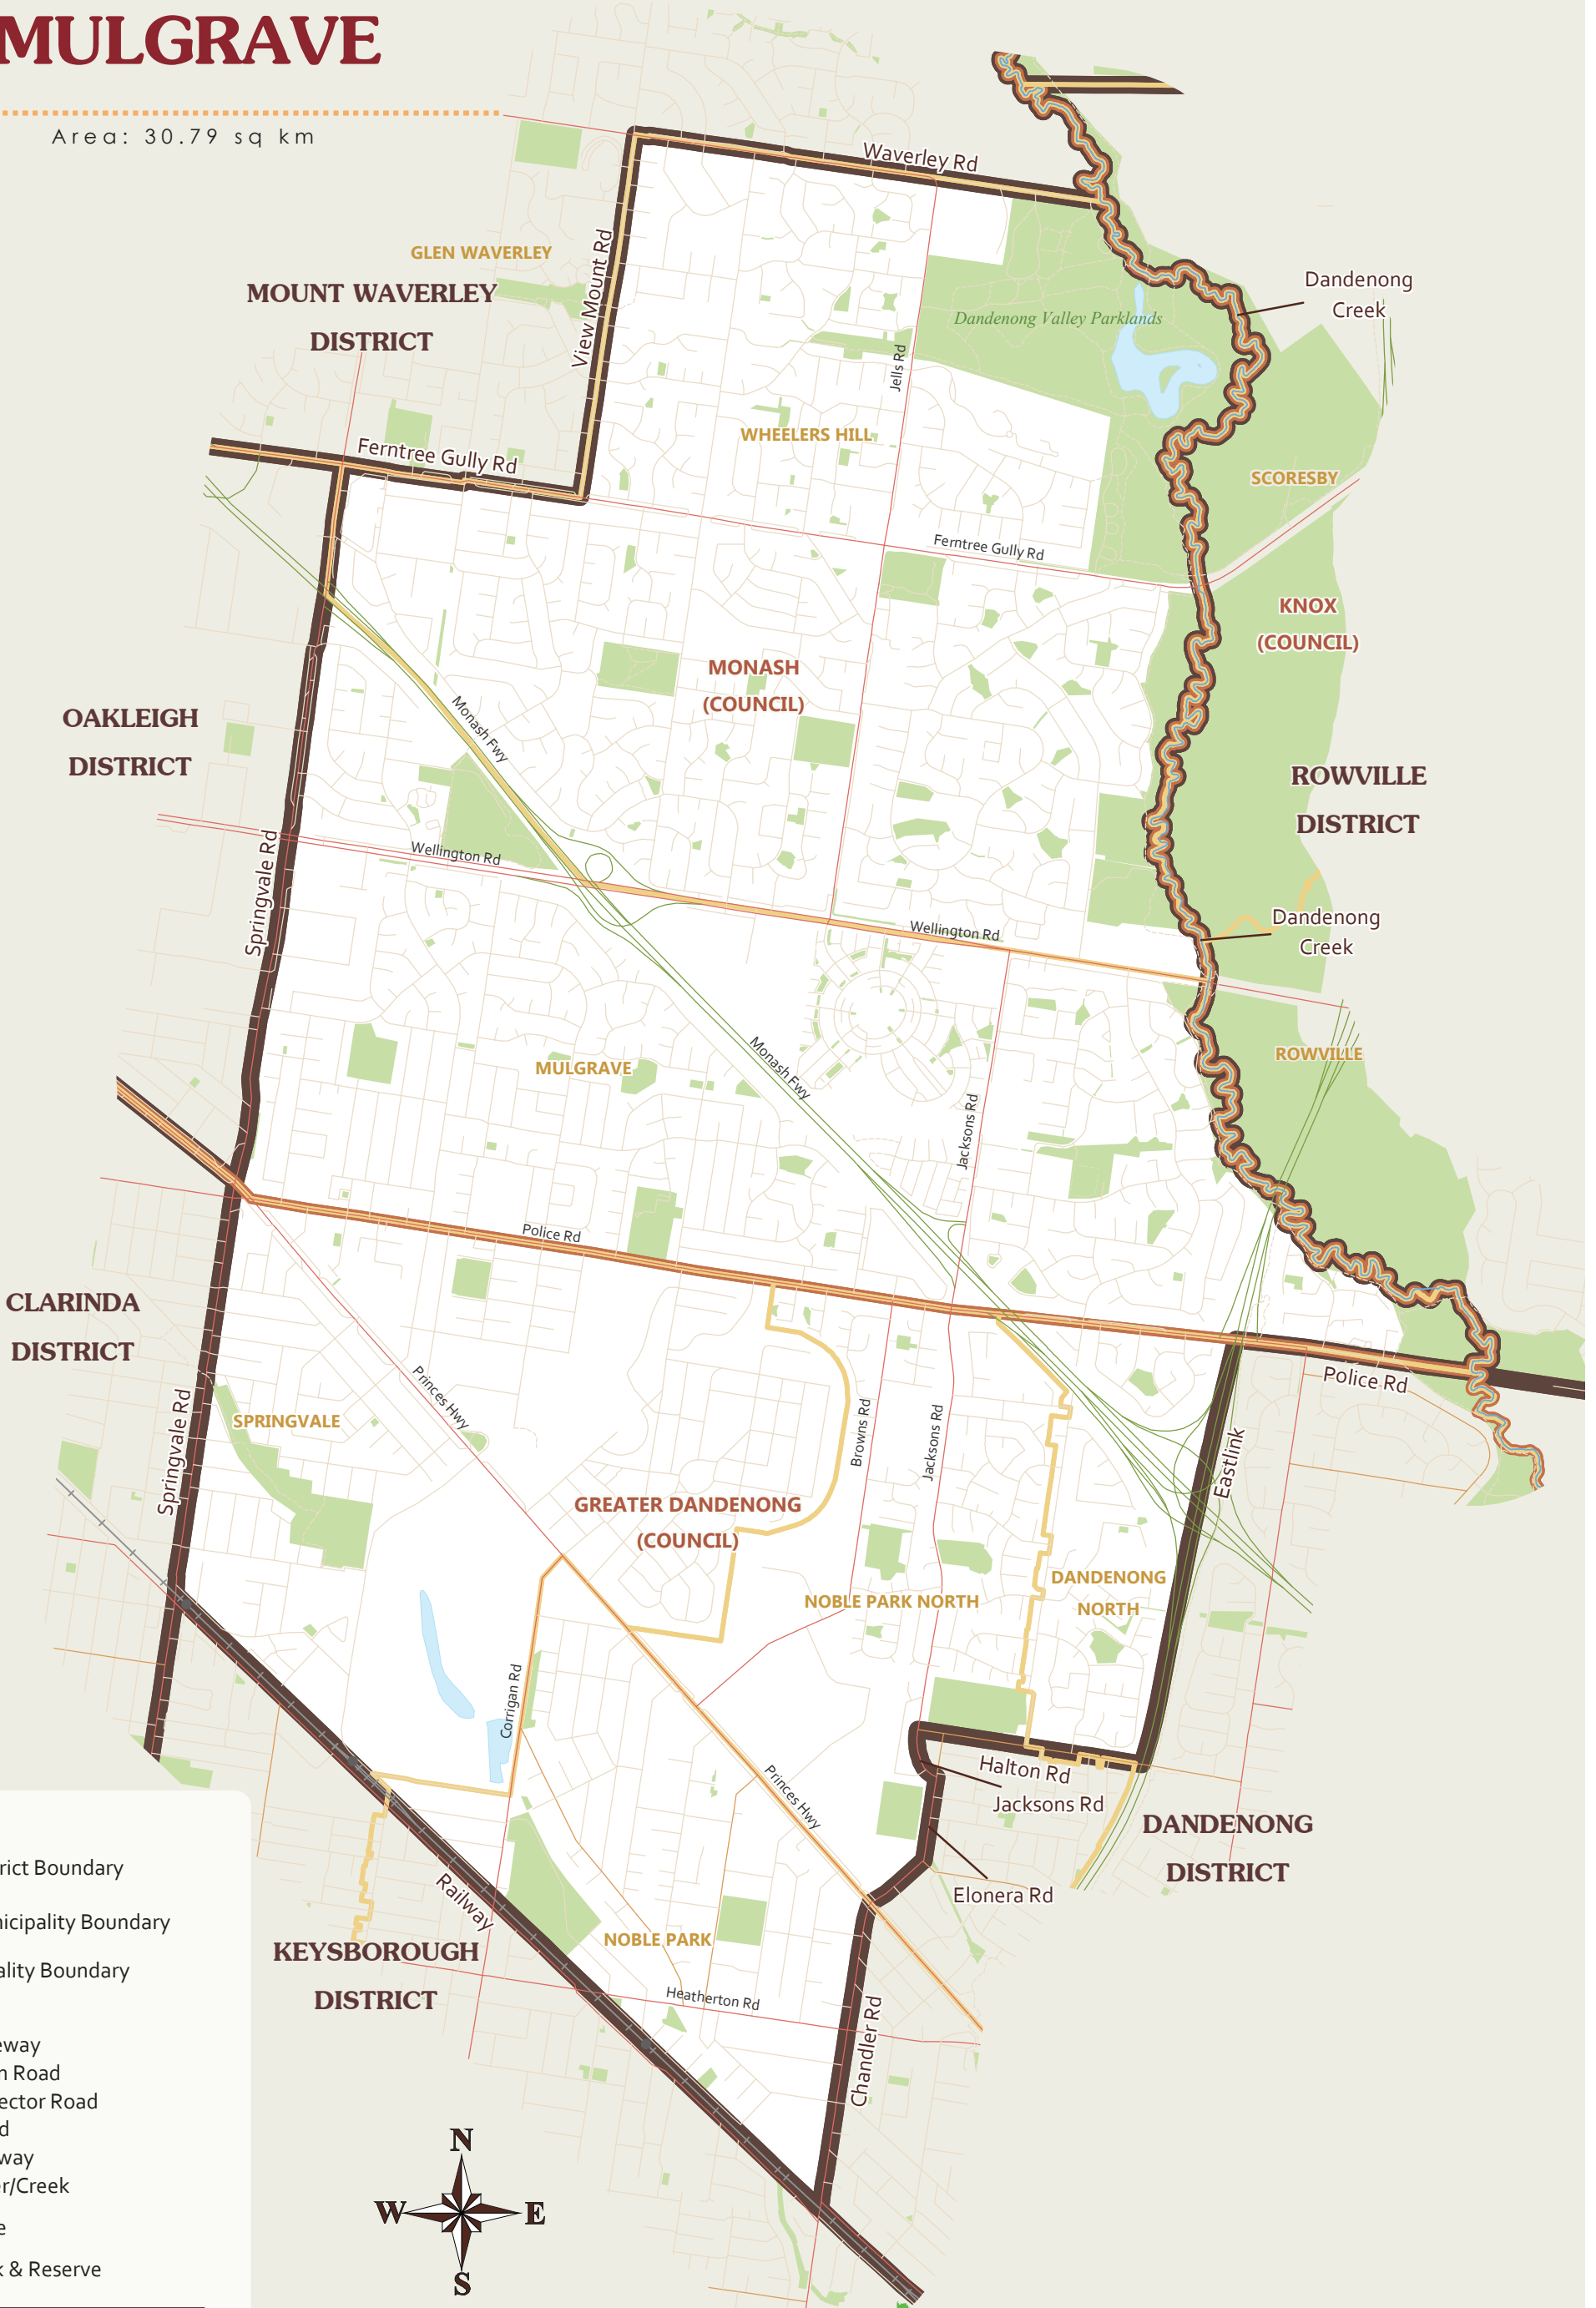 MULGRAVE
Area: 30.79 sq km
Waverley Rd
GLEN WAVERLEY
View Mount Rd
Dandenong
Creek
MOUNT WAVERLEY
DISTRICT
Dandenong Valley Parklands
Jells Rd
WHEELERS HILL
Ferntree Gully Rd
SCORESBY
Ferntree Gully Rd
KNOX
(COUNCIL)
MONASH
(COUNCIL)
OAKLEIGH
DISTRICT
Monash Fwy
ROWVILLE
DISTRICT
Springvale Rd
Wellington Rd
Wellington Rd
Dandenong
Creek
ROWVILLE
MULGRAVE
Monash Fwy
Jacksons Rd
Police Rd
CLARINDA
DISTRICT
Police Rd
Princes Hwy
SPRINGVALE
Springvale Rd
Browns Rd
Jacksons Rd
Eastlink
GREATER DANDENONG
(COUNCIL)
DANDENONG
NORTH
NOBLE PARK NORTH
Corrigan Rd
Princes Hwy
Halton Rd
Jacksons Rd
DANDENONG
DISTRICT
Elonera Rd
Railway
NOBLE PARK
KEYSBOROUGH
DISTRICT
Heatherton Rd
Chandler Rd
rict Boundary
nicipality Boundary
ality Boundary
eway
n Road
ector Road
d
way
er/Creek
e
k & Reserve
N
W
E
S